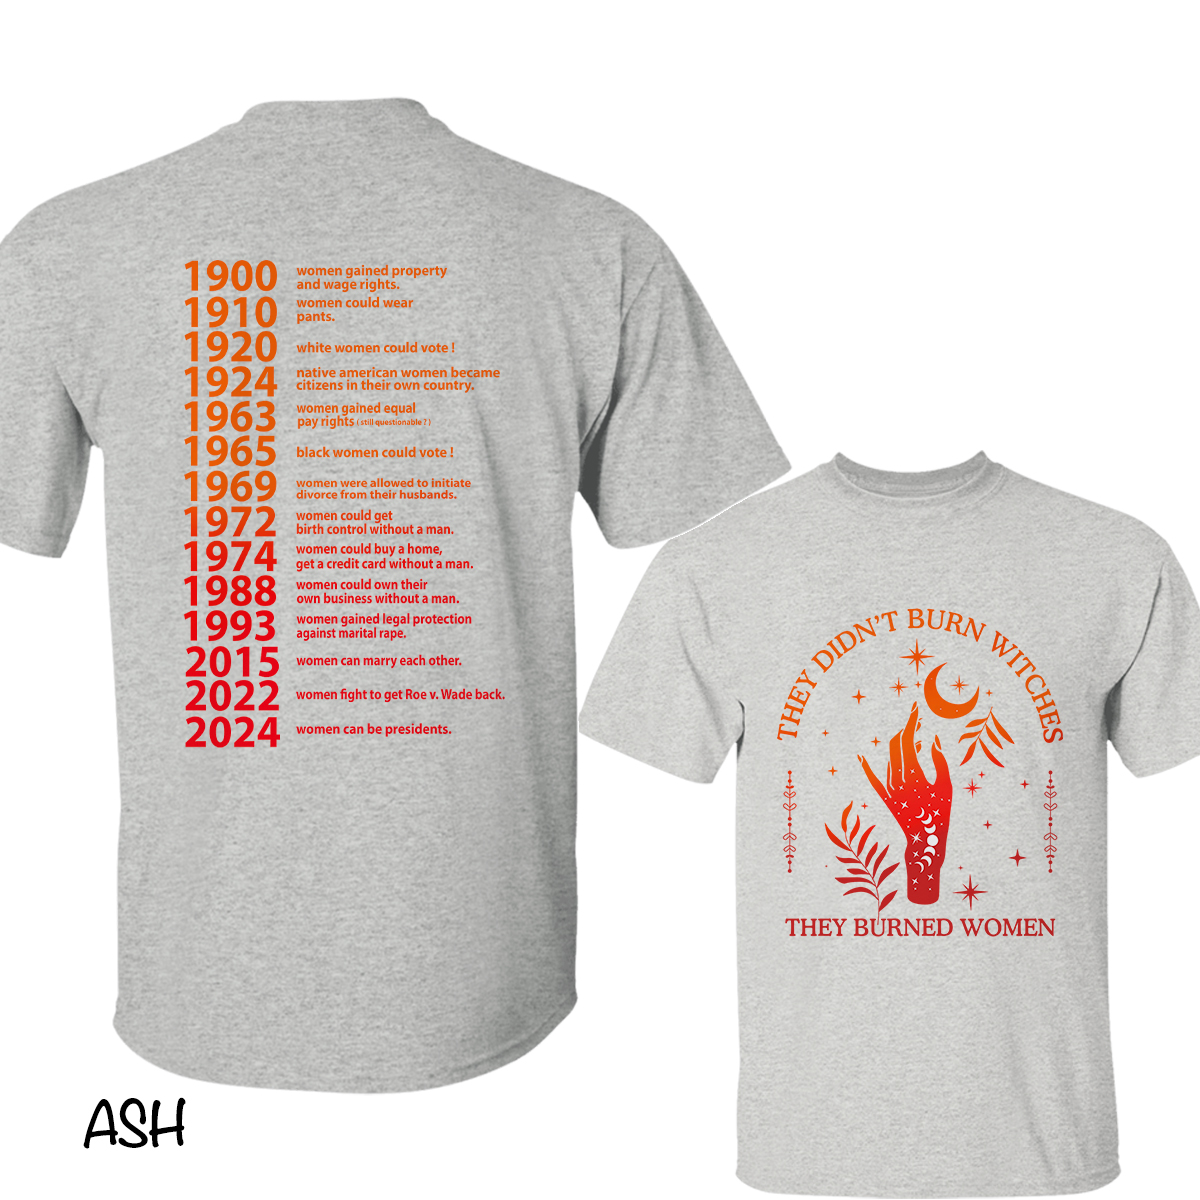 1900 women gained property
and wage rights.
1910 women could wear
pants.
1920 white women could vote !
1924 native american women became
citizens in their own country.
1963 women gained equal
pay rights ( still questionable ? )
1965 black women could vote !
1969 women were allowed to initiate
divorce from their husbands.
1972 women could get
birth control without a man.
1974 women could buy a home,
get a credit card without a man.
1988 women could own their
own business without a man.
1993 women gained legal protection
against marital rape.
2015 women can marry each other.
2022 women fight to get Roe v. Wade back.
2024 women can be presidents.
THEY DIDN'T BURN WITCHES
THEY BURNED WOMEN
ASH